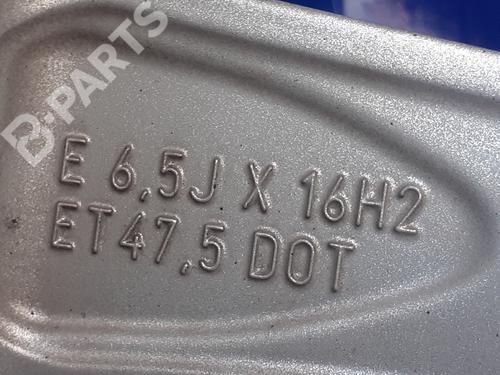 B-PARTS
E 6,5J X 16H2
ET47,5 DOT